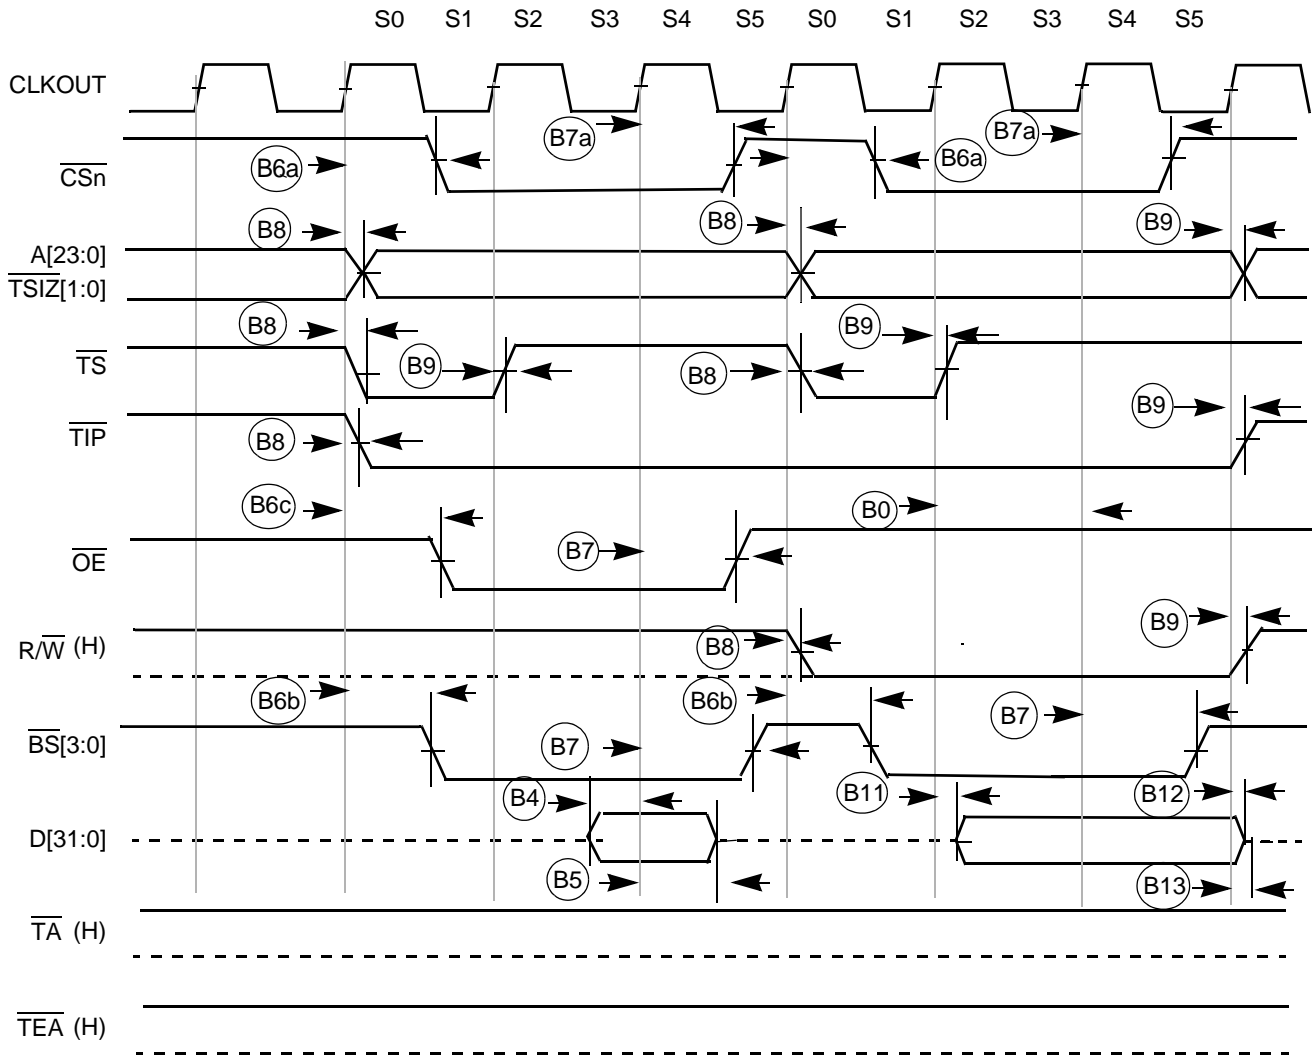 S0 S1 S2 S3 S4 S5 S0 S1 S2 S3 S4 S5
CLKOUT
B7a B7a
CSn B6a B6a
B8 B8 B9
A[23:0]
TSIZ[1:0]
B8 B9
TS B9 B8
B9
TIP B8
B6c B0
OE B7
R/W (H) B8 B9
B6b B6b B7
BS[3:0] B7
B4 B11 B12
D[31:0]
B5 B13
TA (H)
TEA (H)